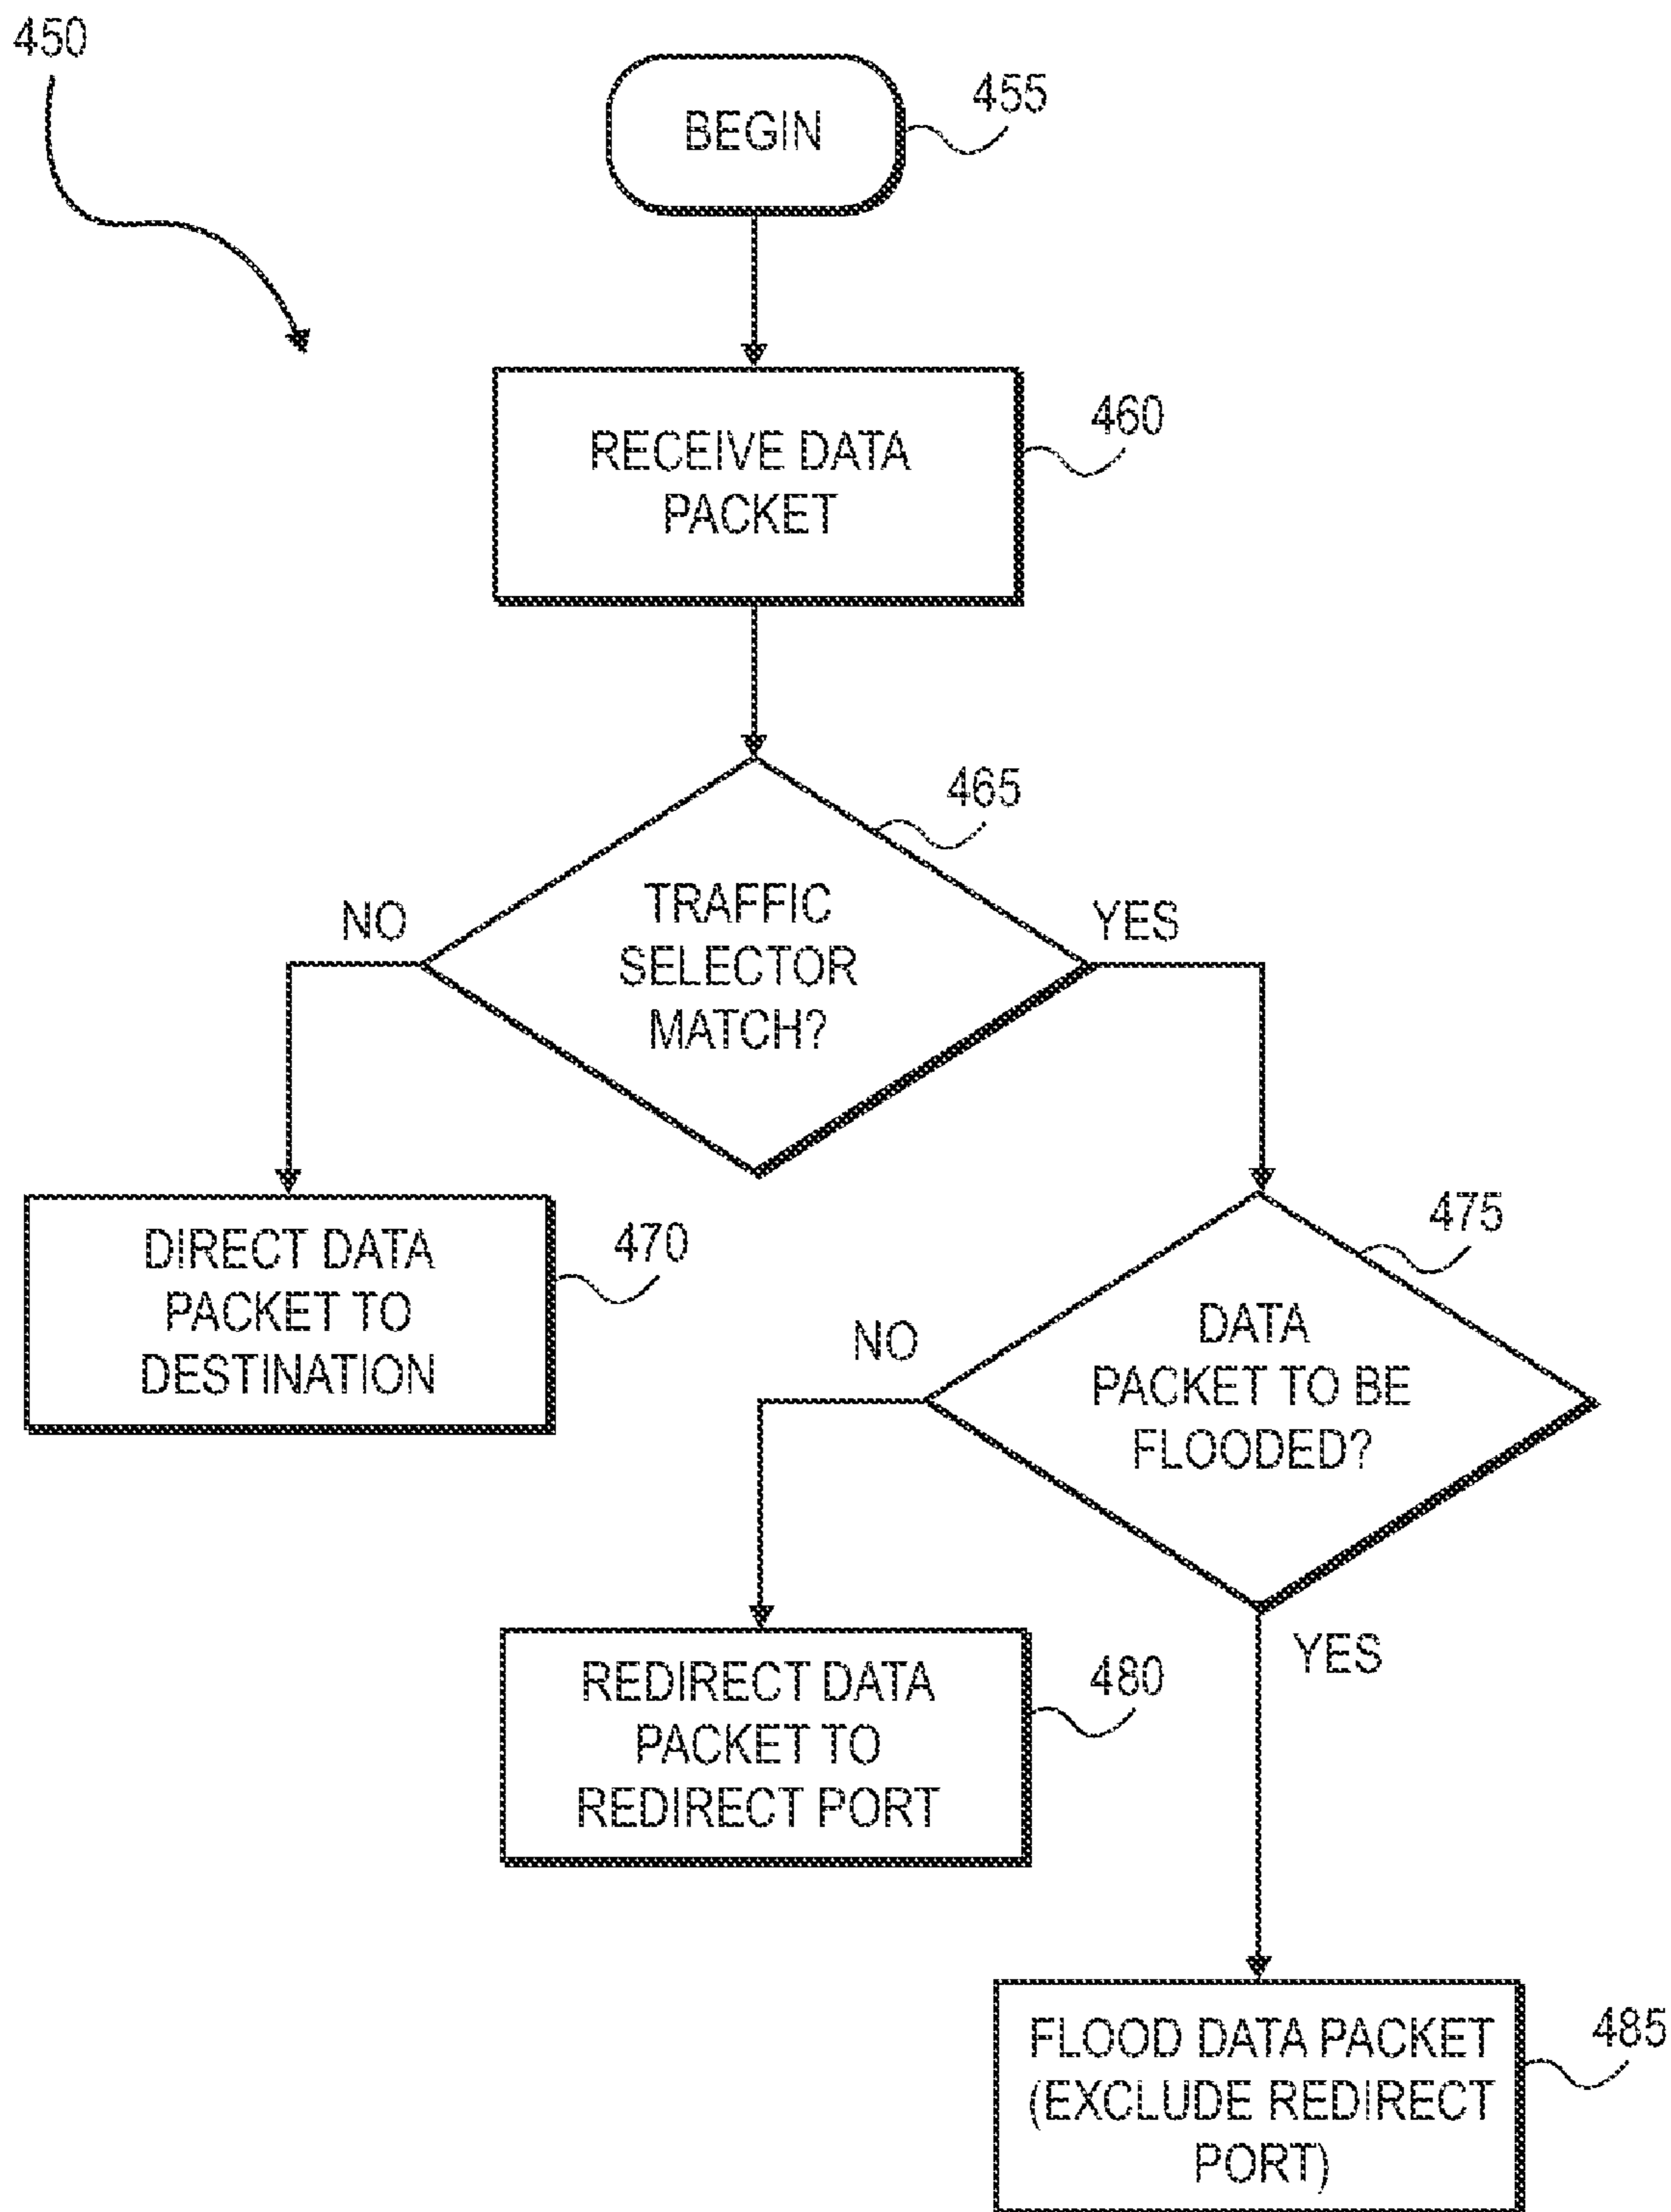 450
BEGIN
455
RECEIVE DATA
PACKET
460
465
TRAFFIC
SELECTOR
MATCH?
NO
YES
DIRECT DATA
PACKET TO
DESTINATION
470
475
DATA
PACKET TO BE
FLOODED?
NO
YES
REDIRECT DATA
PACKET TO
REDIRECT PORT
480
FLOOD DATA PACKET
(EXCLUDE REDIRECT
PORT)
485